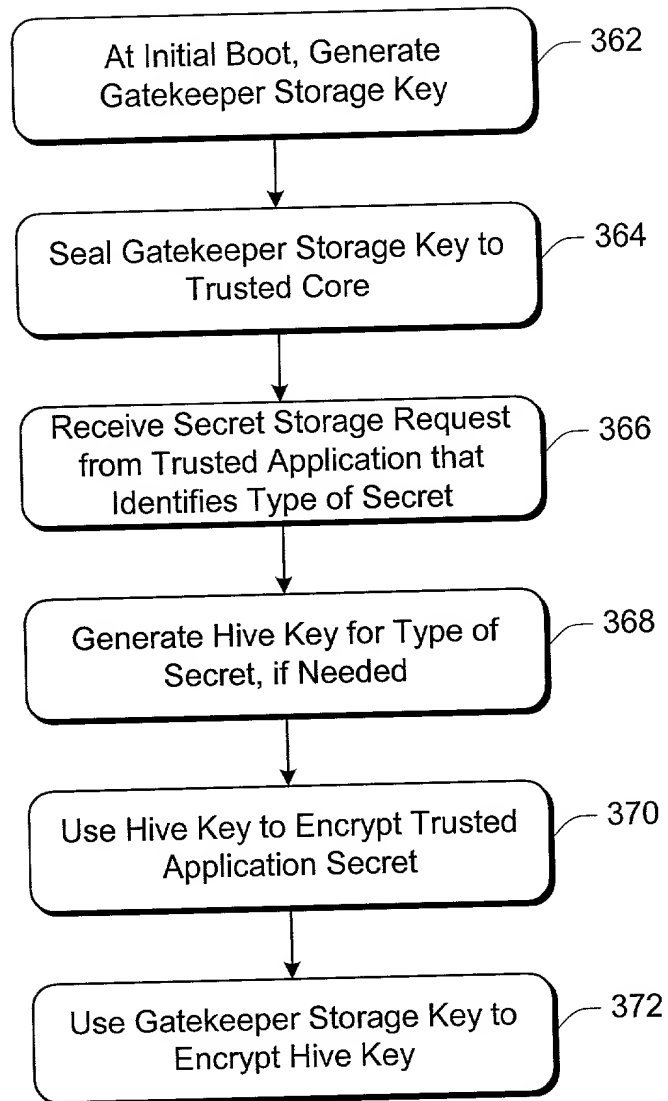 At Initial Boot, Generate
Gatekeeper Storage Key
362
Seal Gatekeeper Storage Key to
Trusted Core
364
Receive Secret Storage Request
from Trusted Application that
Identifies Type of Secret
366
Generate Hive Key for Type of
Secret, if Needed
368
Use Hive Key to Encrypt Trusted
Application Secret
370
Use Gatekeeper Storage Key to
Encrypt Hive Key
372